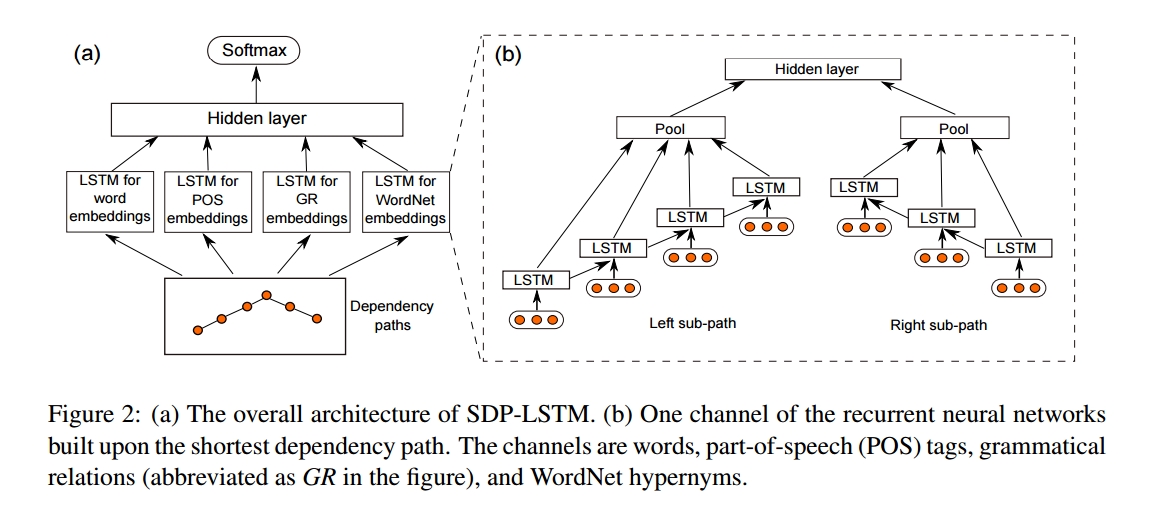 (a)
Softmax
Hidden layer
LSTM for
word
embeddings
LSTM for
POS
embeddings
LSTM for
GR
embeddings
LSTM for
WordNet
embeddings
Dependency
paths
(b)
Hidden layer
Pool
Pool
LSTM
LSTM
LSTM
LSTM
LSTM
LSTM
LSTM
Left sub-path
Right sub-path
Figure 2: (a) The overall architecture of SDP-LSTM. (b) One channel of the recurrent neural networks
built upon the shortest dependency path. The channels are words, part-of-speech (POS) tags, grammatical
relations (abbreviated as GR in the figure), and WordNet hypernyms.